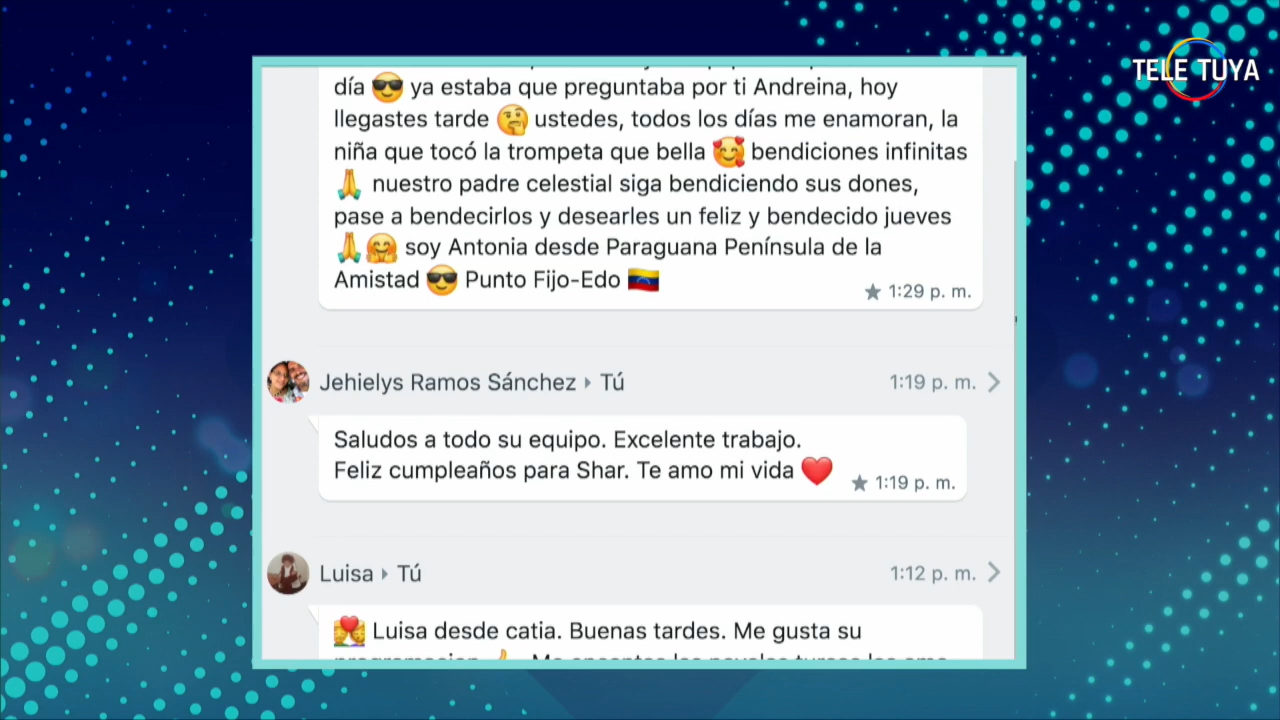 TELE TUYA
día 😎 ya estaba que preguntaba por ti Andreina, hoy
llegastes tarde 🤔 ustedes, todos los días me enamoran, la
niña que tocó la trompeta que bella 🥰 bendiciones infinitas
🙏 nuestro padre celestial siga bendiciendo sus dones,
pase a bendecirlos y desearles un feliz y bendecido jueves
🙏🤗 soy Antonia desde Paraguana Península de la
Amistad 😎 Punto Fijo-Edo 🇻🇪
★ 1:29 p. m.
Jehielys Ramos Sánchez ▸ Tú 1:19 p. m.
Saludos a todo su equipo. Excelente trabajo.
Feliz cumpleaños para Shar. Te amo mi vida ❤️
★ 1:19 p. m.
Luisa ▸ Tú 1:12 p. m.
💏 Luisa desde catia. Buenas tardes. Me gusta su